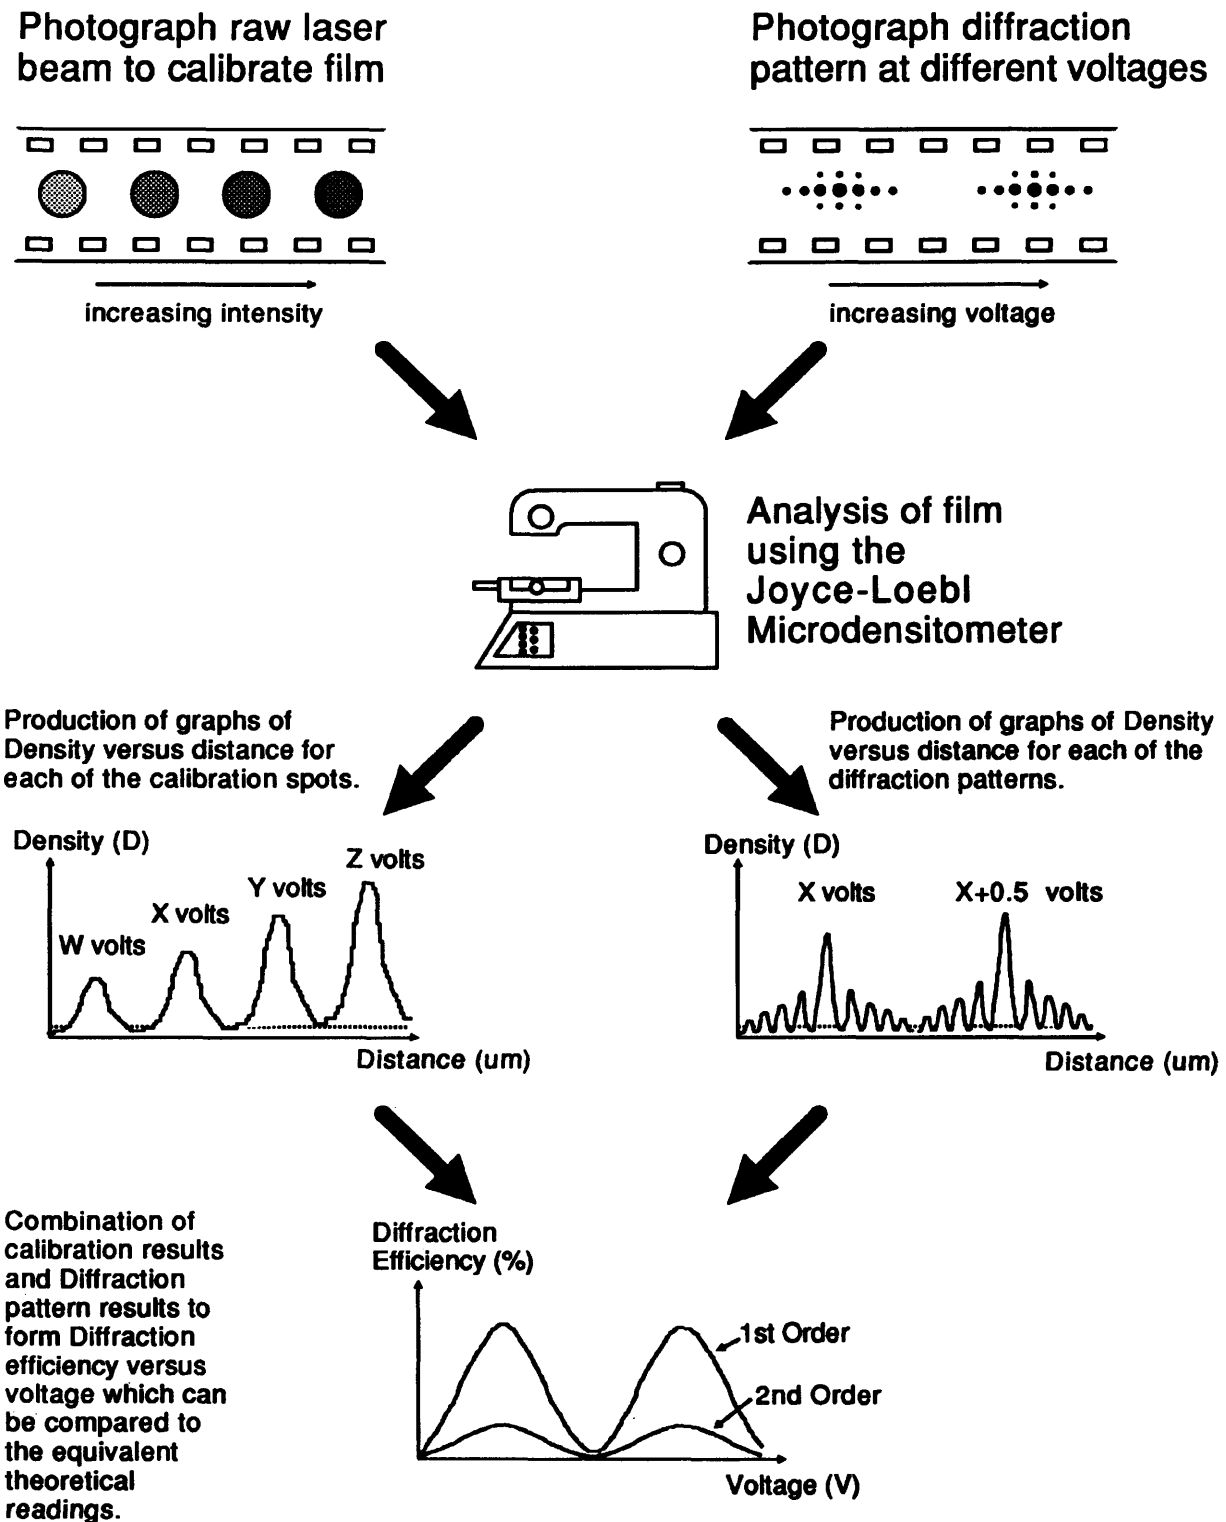 Photograph raw laser
beam to calibrate film
Photograph diffraction
pattern at different voltages
increasing intensity
increasing voltage
Analysis of film
using the
Joyce-Loebl
Microdensitometer
Production of graphs of
Density versus distance for
each of the calibration spots.
Production of graphs of Density
versus distance for each of the
diffraction patterns.
Density (D)
W volts
X volts
Y volts
Z volts
Distance (um)
Density (D)
X volts
X+0.5 volts
Distance (um)
Combination of
calibration results
and Diffraction
pattern results to
form Diffraction
efficiency versus
voltage which can
be compared to
the equivalent
theoretical
readings.
Diffraction
Efficiency (%)
1st Order
2nd Order
Voltage (V)